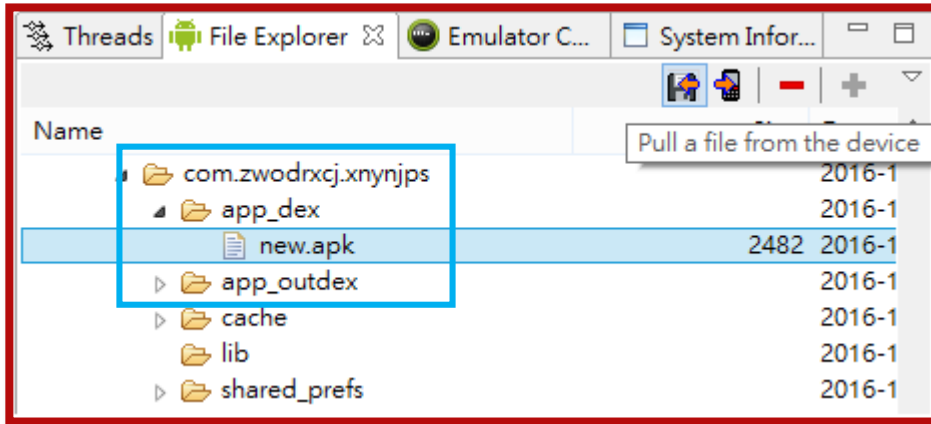 Threads File Explorer Emulator C... System Infor...
Name
Pull a file from the device
com.zwodrxcj.xnynjps 2016-1
app_dex 2016-1
new.apk 2482 2016-1
app_outdex 2016-1
cache 2016-1
lib 2016-1
shared_prefs 2016-1